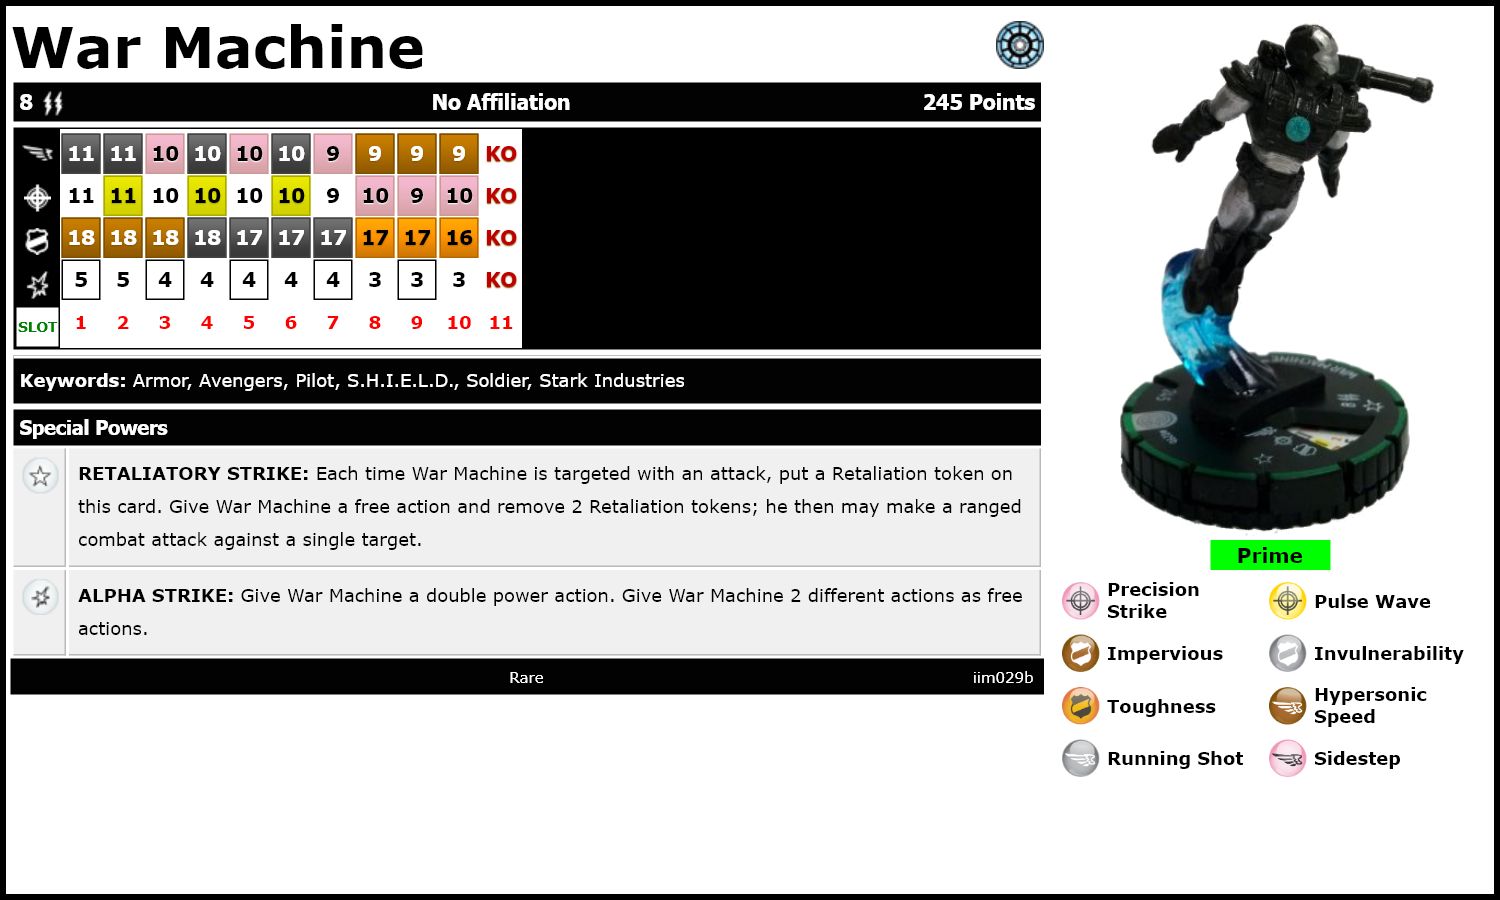 War Machine
8 No Affiliation 245 Points
11 11 10 10 10 10 9 9 9 9 KO
11 11 10 10 10 10 9 10 9 10 KO
18 18 18 18 17 17 17 17 17 16 KO
5 5 4 4 4 4 4 3 3 3 KO
SLOT 1 2 3 4 5 6 7 8 9 10 11
Keywords: Armor, Avengers, Pilot, S.H.I.E.L.D., Soldier, Stark Industries
Special Powers
RETALIATORY STRIKE: Each time War Machine is targeted with an attack, put a Retaliation token on
this card. Give War Machine a free action and remove 2 Retaliation tokens; he then may make a ranged
combat attack against a single target.
ALPHA STRIKE: Give War Machine a double power action. Give War Machine 2 different actions as free
actions.
Rare iim029b
Prime
Precision
Strike
Pulse Wave
Impervious
Invulnerability
Toughness
Hypersonic
Speed
Running Shot
Sidestep